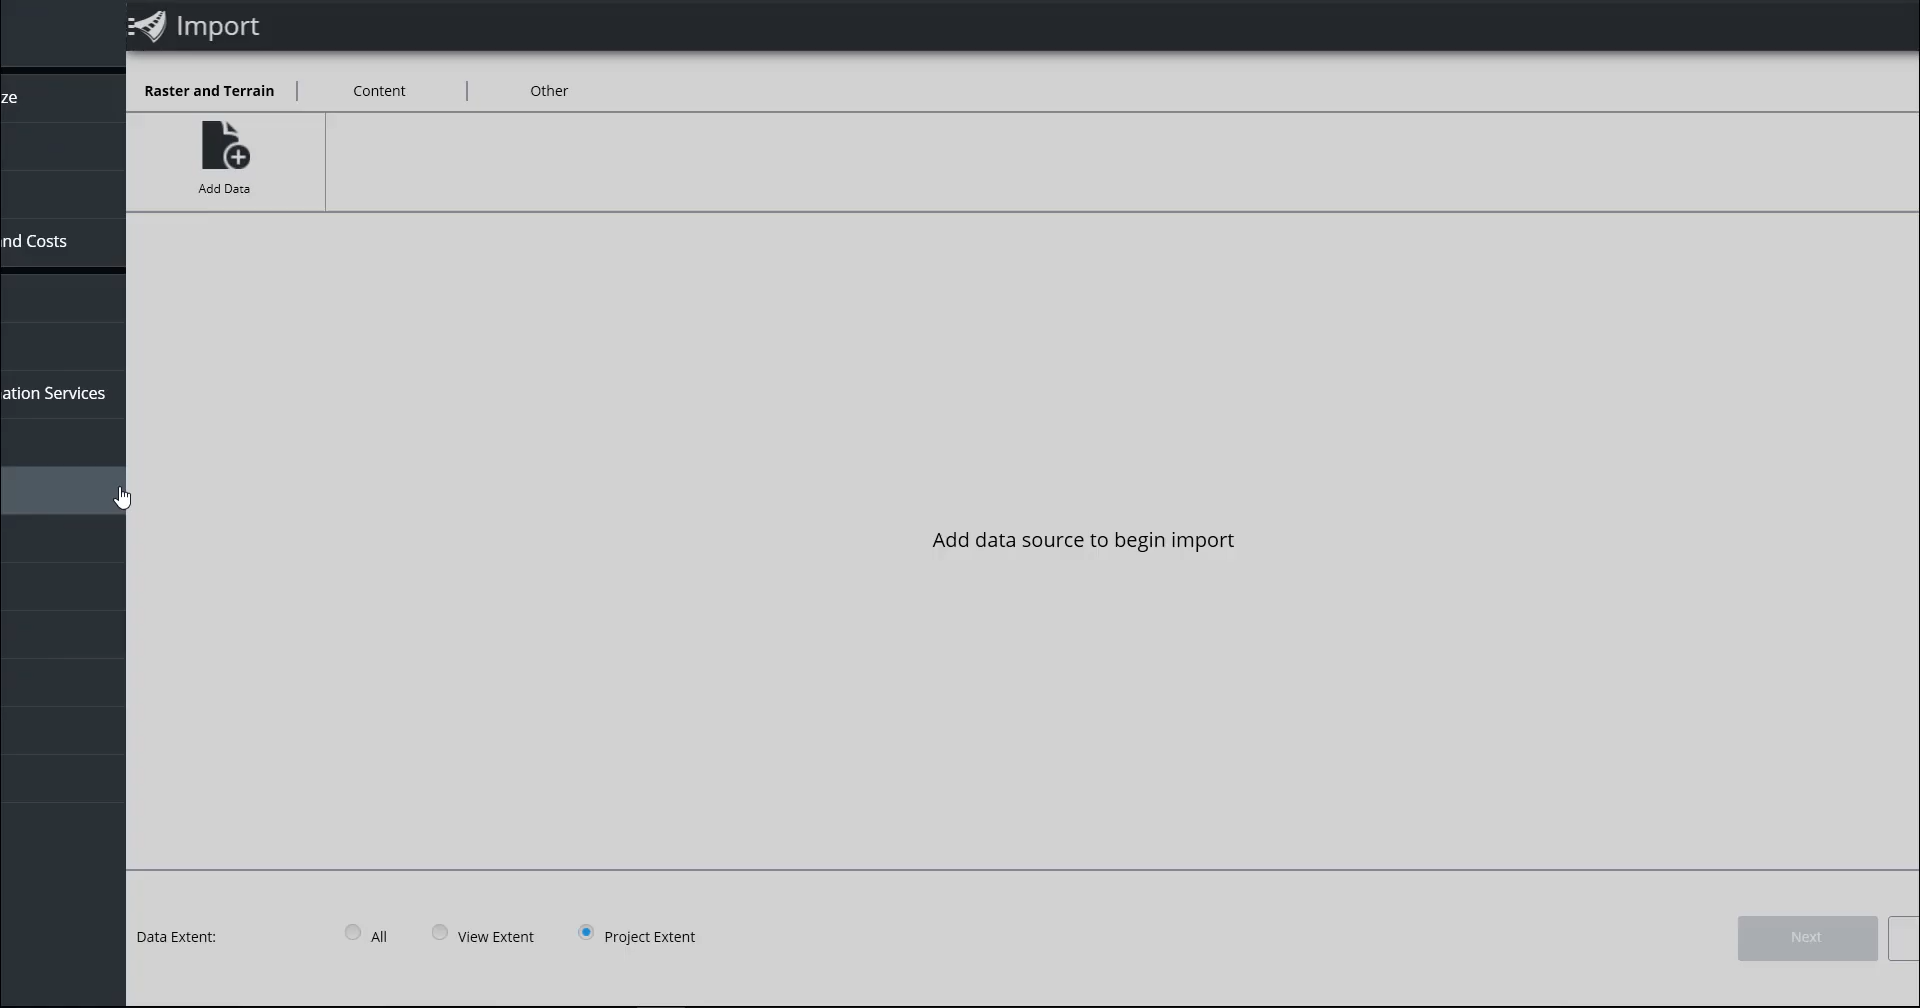 Import
Raster and Terrain
Content
Other
ze
Add Data
nd Costs
ation Services
Add data source to begin import
Data Extent:
All
View Extent
Project Extent
Next